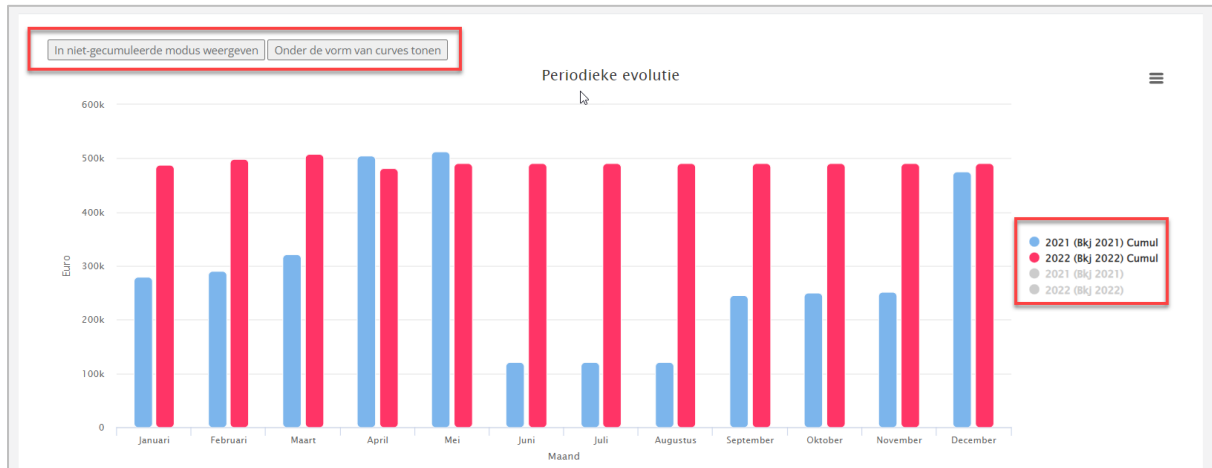 In niet-gecumuleerde modus weergeven Onder de vorm van curves tonen
Periodieke evolutie
600k
500k
400k
300k
200k
100k
0
Euro
Januari Februari Maart April Mei Juni Juli Augustus September Oktober November December
Maand
2021 (Bkj 2021) Cumul
2022 (Bkj 2022) Cumul
2021 (Bkj 2021)
2022 (Bkj 2022)